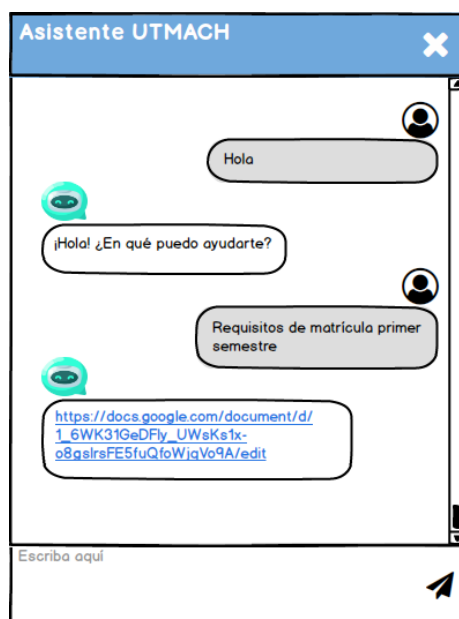 Asistente UTMACH
Hola
¡Hola! ¿En qué puedo ayudarte?
Requisitos de matrícula primer
semestre
https://docs.google.com/document/d/
1_6WK31GeDFly_UWsKs1x-
o8gslrsFE5fuQfoWjqVo9A/edit
Escriba aquí